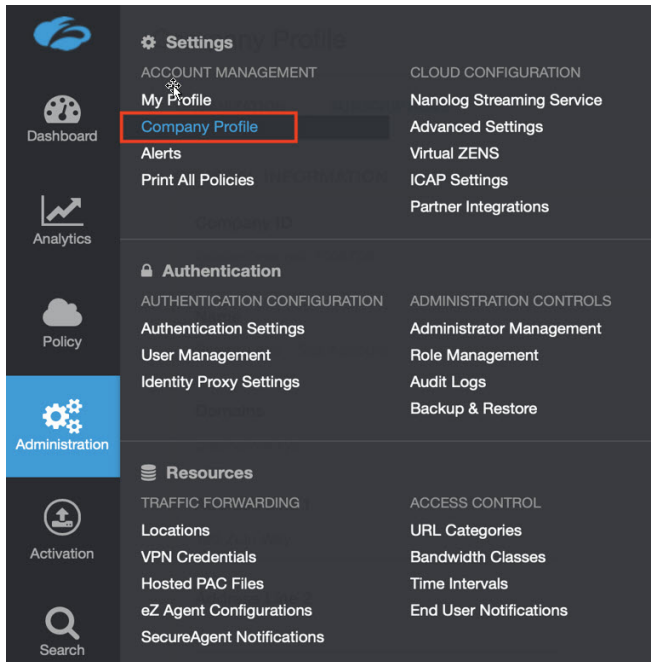 Dashboard
Analytics
Policy
Administration
Activation
Search
Settings
ACCOUNT MANAGEMENT
My Profile
Company Profile
Alerts
Print All Policies
CLOUD CONFIGURATION
Nanolog Streaming Service
Advanced Settings
Virtual ZENS
ICAP Settings
Partner Integrations
Authentication
AUTHENTICATION CONFIGURATION
Authentication Settings
User Management
Identity Proxy Settings
ADMINISTRATION CONTROLS
Administrator Management
Role Management
Audit Logs
Backup & Restore
Resources
TRAFFIC FORWARDING
Locations
VPN Credentials
Hosted PAC Files
eZ Agent Configurations
SecureAgent Notifications
ACCESS CONTROL
URL Categories
Bandwidth Classes
Time Intervals
End User Notifications
Company ID
Domains